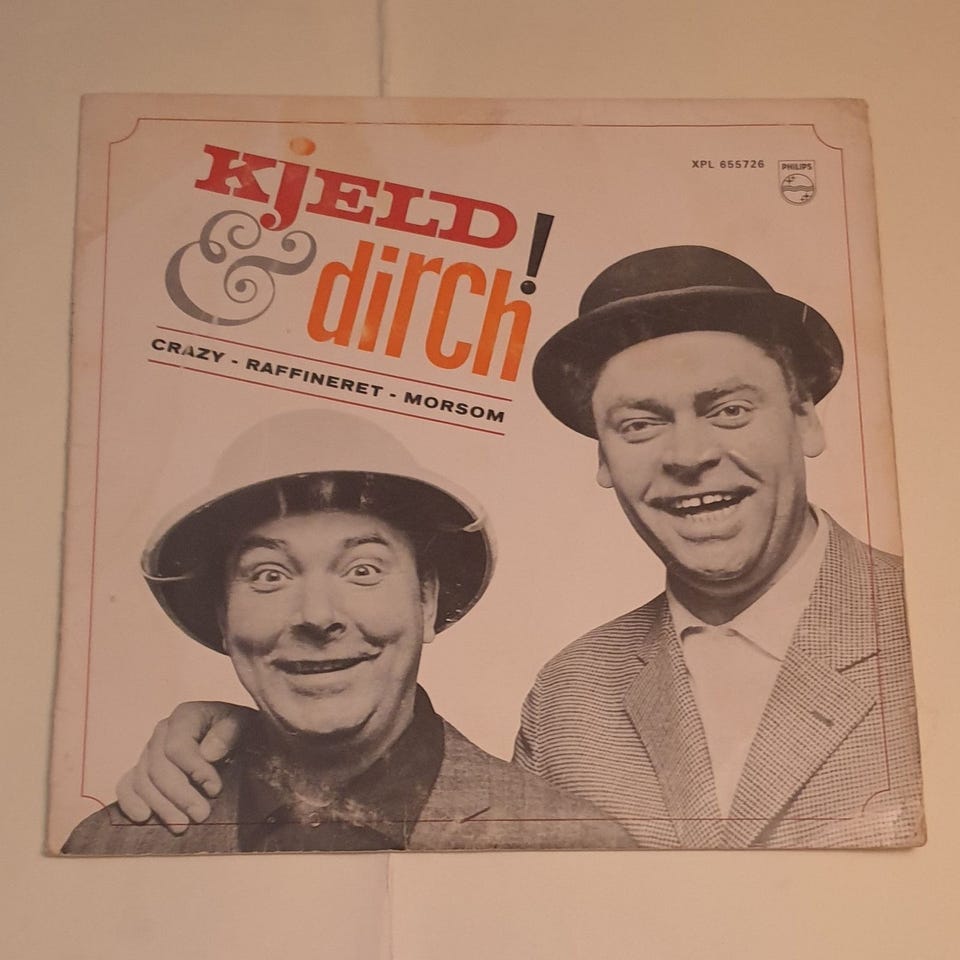 KjELD
& dirch!
CRAZY - RAFFINERET - MORSOM
XPL 655726
PHILIPS